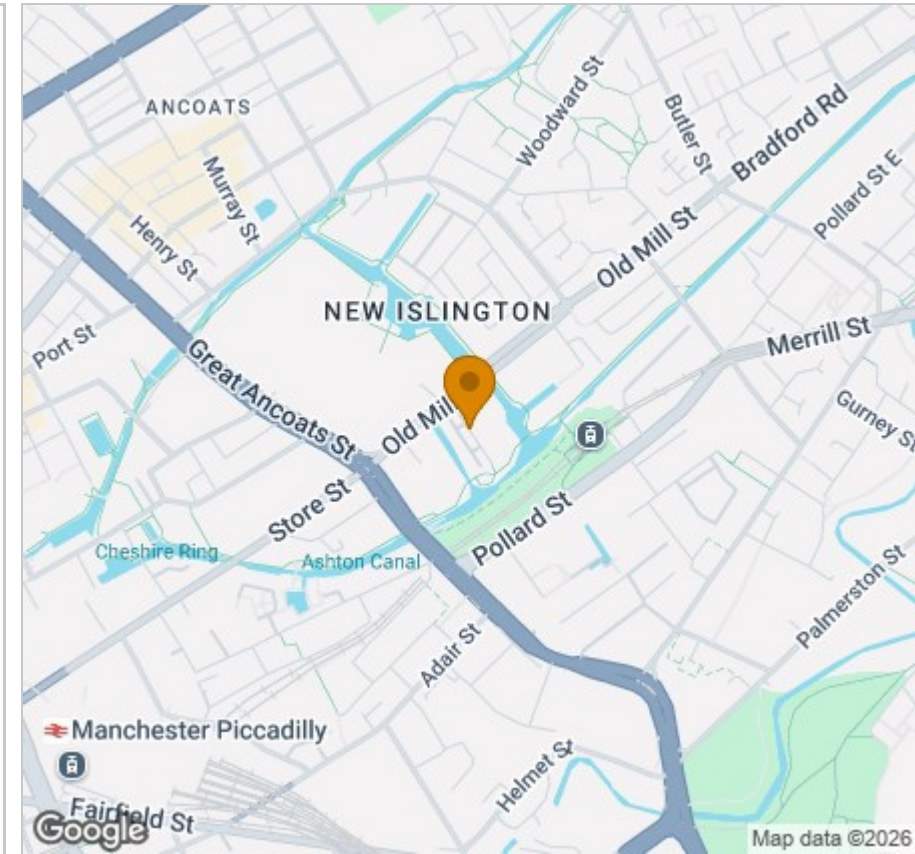 ANCOATS
Woodward St
Butler St
Bradford Rd
Pollard St E
Murray St
Henry St
Old Mill St
NEW ISLINGTON
Port St
Merrill St
Great Ancoats St
Old Mill
Gurney St
Store St
Cheshire Ring
Ashton Canal
Pollard St
Palmerston St
Adair St
Manchester Piccadilly
Helmet St
Fairfield St
Google
Map data ©2026